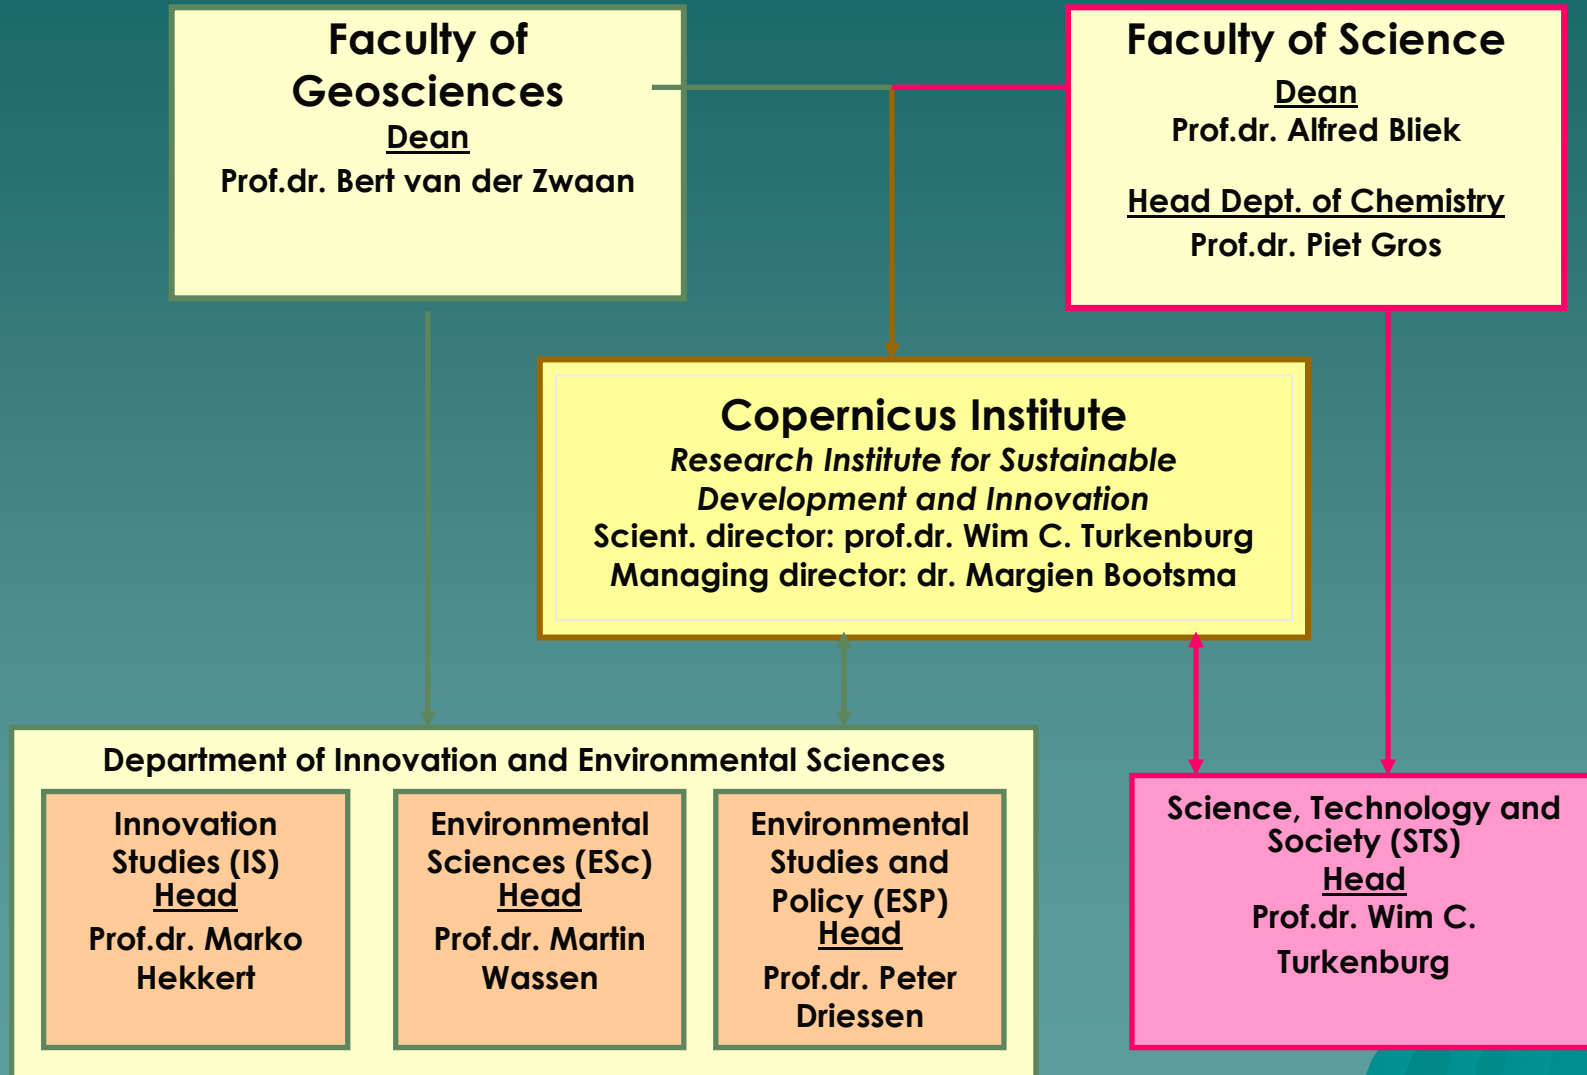 Faculty of
Geosciences
Dean
Prof.dr. Bert van der Zwaan
Faculty of Science
Dean
Prof.dr. Alfred Bliek
Head Dept. of Chemistry
Prof.dr. Piet Gros
Copernicus Institute
Research Institute for Sustainable
Development and Innovation
Scient. director: prof.dr. Wim C. Turkenburg
Managing director: dr. Margien Bootsma
Department of Innovation and Environmental Sciences
Innovation
Studies (IS)
Head
Prof.dr. Marko
Hekkert
Environmental
Sciences (ESc)
Head
Prof.dr. Martin
Wassen
Environmental
Studies and
Policy (ESP)
Head
Prof.dr. Peter
Driessen
Science, Technology and
Society (STS)
Head
Prof.dr. Wim C.
Turkenburg